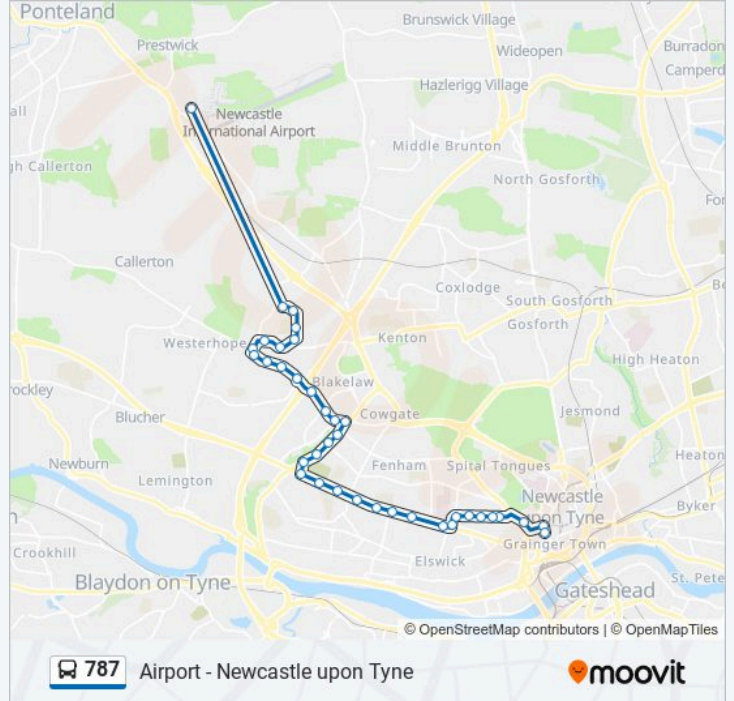 Ponteland
Brunswick Village
Prestwick
Wideopen
Burradon
Camperd
Hazlerigg Village
Newcastle
International Airport
all
Middle Brunton
gh Callerton
North Gosforth
For
Callerton
Coxlodge
Be
South Gosforth
Gosforth
Westerhope
Kenton
High Heaton
rockley
Blakelaw
Blucher
Cowgate
Jesmond
Newburn
Fenham
Spital Tongues
Heaton
Lemington
Newcastle
upon Tyne
Byker
n
Grainger Town
Crookhill
Elswick
Blaydon on Tyne
St. Pete
Gateshead
© OpenStreetMap contributors | © OpenMapTiles
787 Airport - Newcastle upon Tyne
moovit